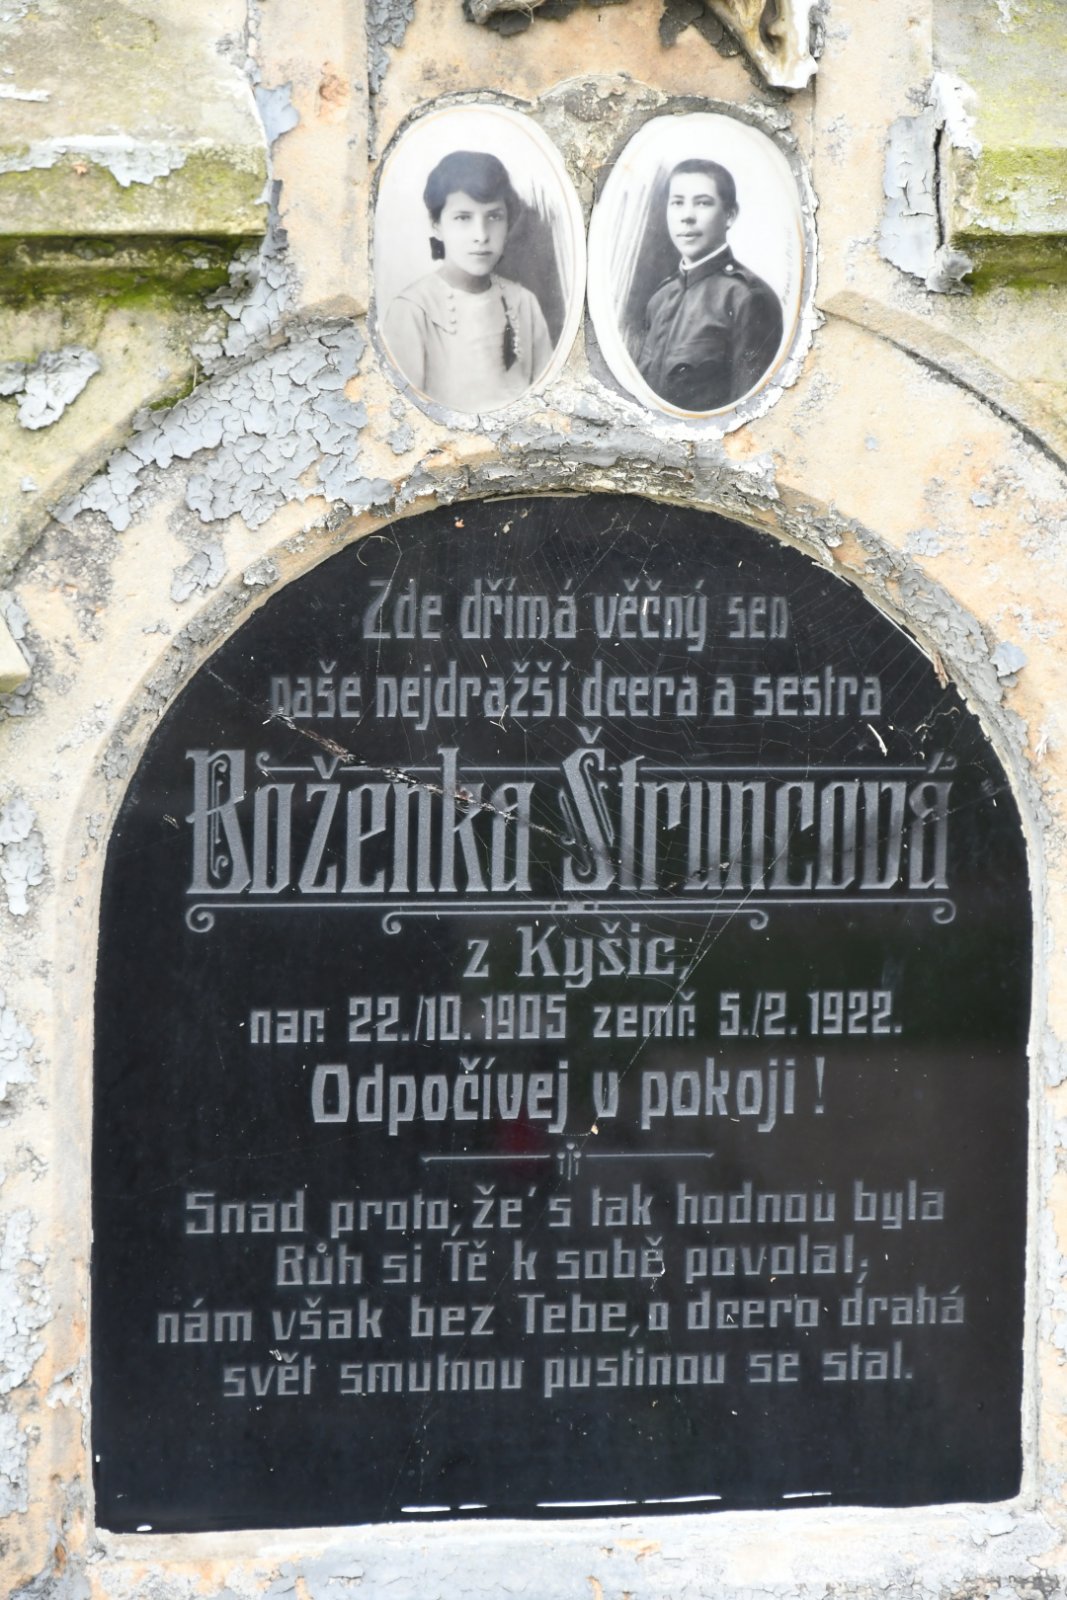 Zde dřímá věčný sen
naše nejdražší dcera a sestra
Boženka Štruncová
z Kyšic,
nar. 22./10. 1905 zemř. 5./2. 1922.
Odpočívej v pokoji!
Snad proto, že's tak hodnou byla
Bůh si Tě k sobě povolal;
nám však bez Tebe, o dcero drahá
svět smutnou pustinou se stal.